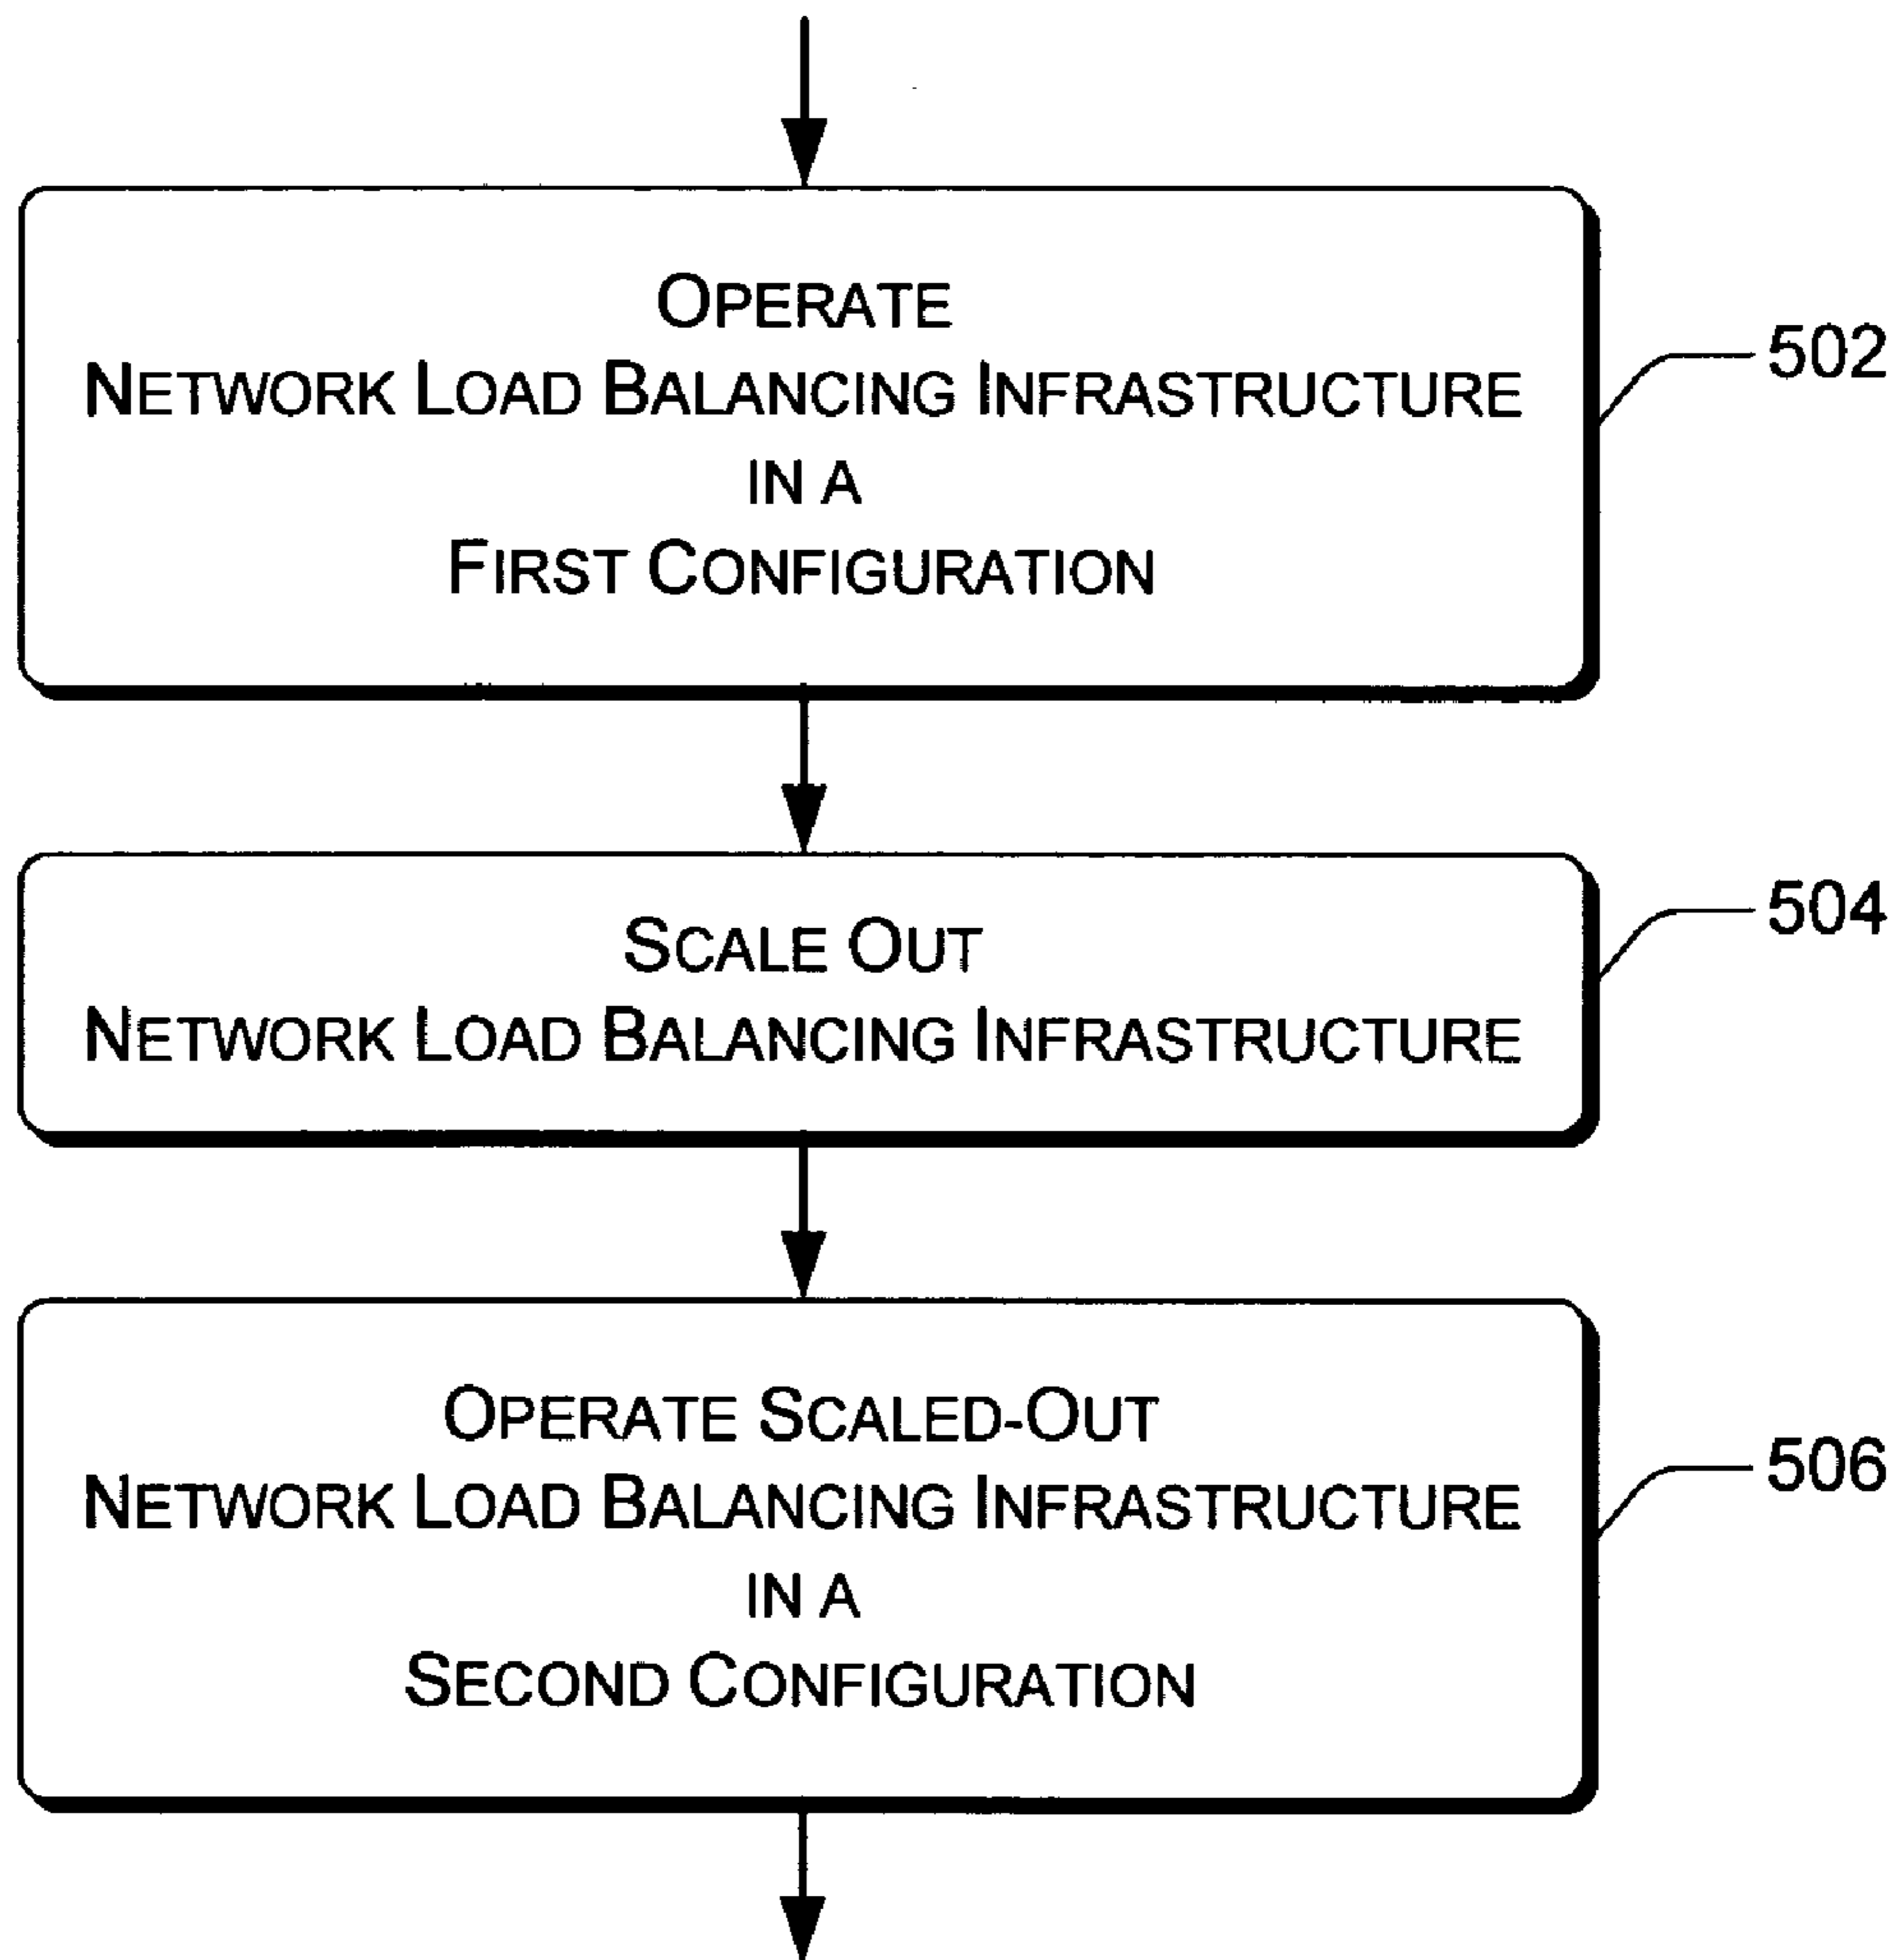 OPERATE
NETWORK LOAD BALANCING INFRASTRUCTURE
IN A
FIRST CONFIGURATION
502
SCALE OUT
NETWORK LOAD BALANCING INFRASTRUCTURE
504
OPERATE SCALED-OUT
NETWORK LOAD BALANCING INFRASTRUCTURE
IN A
SECOND CONFIGURATION
506